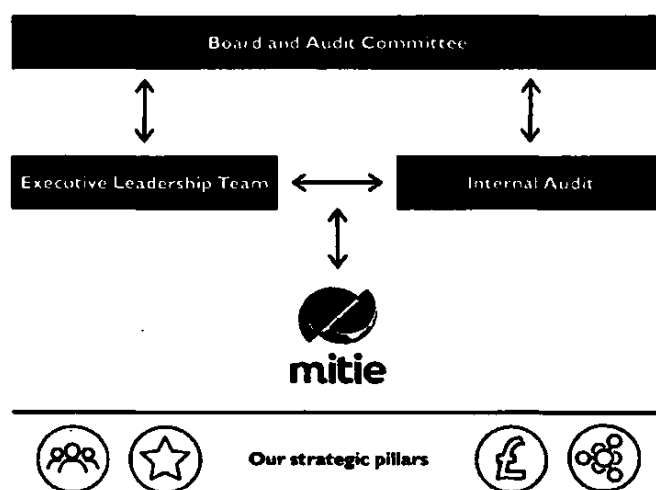 Board and Audit Committee
Executive Leadership Team
Internal Audit
mitie
Our strategic pillars
£